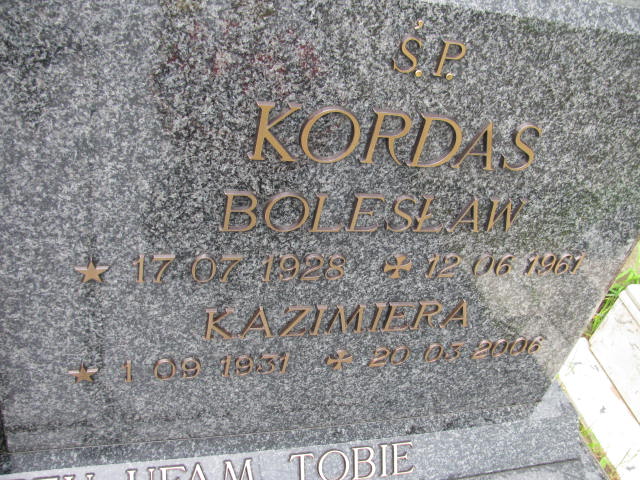 Ś.P.
KORDAS
BOLESŁAW
★ 17 07 1928 ✠ 12 06 1961
KAZIMIERA
★ 1 09 1931 ✠ 20 03 2006
UFAM TOBIE